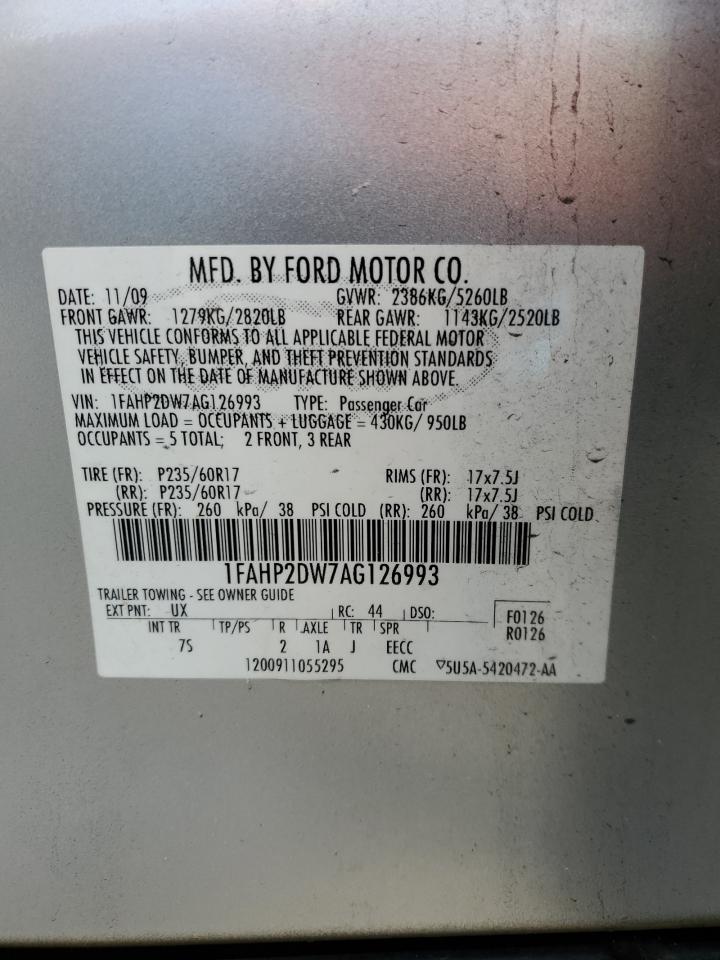 MFD. BY FORD MOTOR CO.
DATE: 11/09 GVWR: 2386KG/5260LB
FRONT GAWR: 1279KG/2820LB REAR GAWR: 1143KG/2520LB
THIS VEHICLE CONFORMS TO ALL APPLICABLE FEDERAL MOTOR
VEHICLE SAFETY, BUMPER, AND THEFT PREVENTION STANDARDS
IN EFFECT ON THE DATE OF MANUFACTURE SHOWN ABOVE.
VIN: 1FAHP2DW7AG126993 TYPE: Passenger Car
MAXIMUM LOAD = OCCUPANTS + LUGGAGE = 430KG/ 950LB
OCCUPANTS = 5 TOTAL; 2 FRONT, 3 REAR
TIRE (FR): P235/60R17 RIMS (FR): 17x7.5J
(RR): P235/60R17 (RR): 17x7.5J
PRESSURE (FR): 260 kPa/ 38 PSI COLD (RR): 260 kPa/ 38 PSI COLD
1FAHP2DW7AG126993
TRAILER TOWING - SEE OWNER GUIDE
EXT PNT: UX RC: 44 DSO: F0126
INT TR TP/PS R AXLE TR SPR R0126
7S 2 1A J EECC
1200911055295 CMC ▽5U5A-5420472-AA